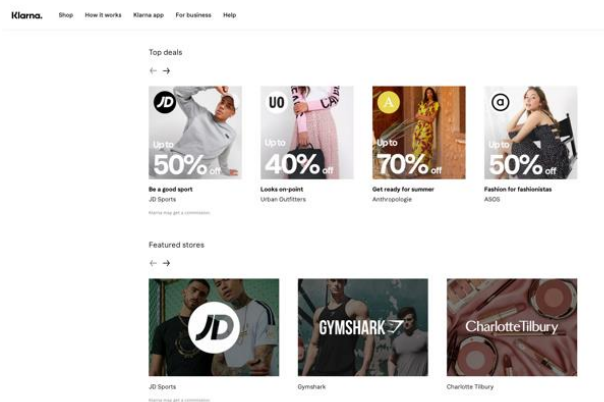 Klarna. Shop How it works Klarna app For business Help
Top deals
← →
JD UO A a
Up to 50% off
Up to 40% off
Up to 70% off
Up to 50% off
Be a good sport Looks on-point Get ready for summer Fashion for fashionistas
JD Sports Urban Outfitters Anthropologie ASOS
Klarna may get a commission.
Featured stores
← →
JD GYMSHARK CharlotteTilbury
JD Sports Gymshark Charlotte Tilbury
Klarna may get a commission.